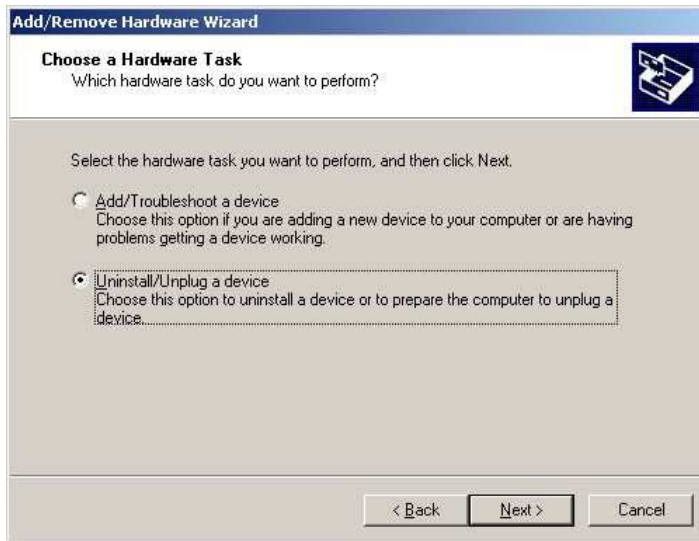 Add/Remove Hardware Wizard
Choose a Hardware Task
Which hardware task do you want to perform?
Select the hardware task you want to perform, and then click Next.
Add/Troubleshoot a device
Choose this option if you are adding a new device to your computer or are having
problems getting a device working.
Uninstall/Unplug a device
Choose this option to uninstall a device or to prepare the computer to unplug a
device.
< Back Next > Cancel